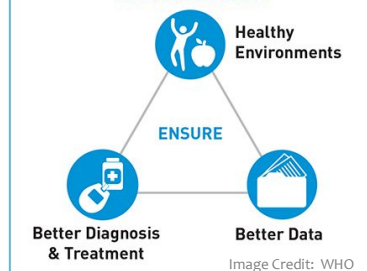 Healthy
Environments
ENSURE
Better Diagnosis
& Treatment
Better Data
Image Credit: WHO